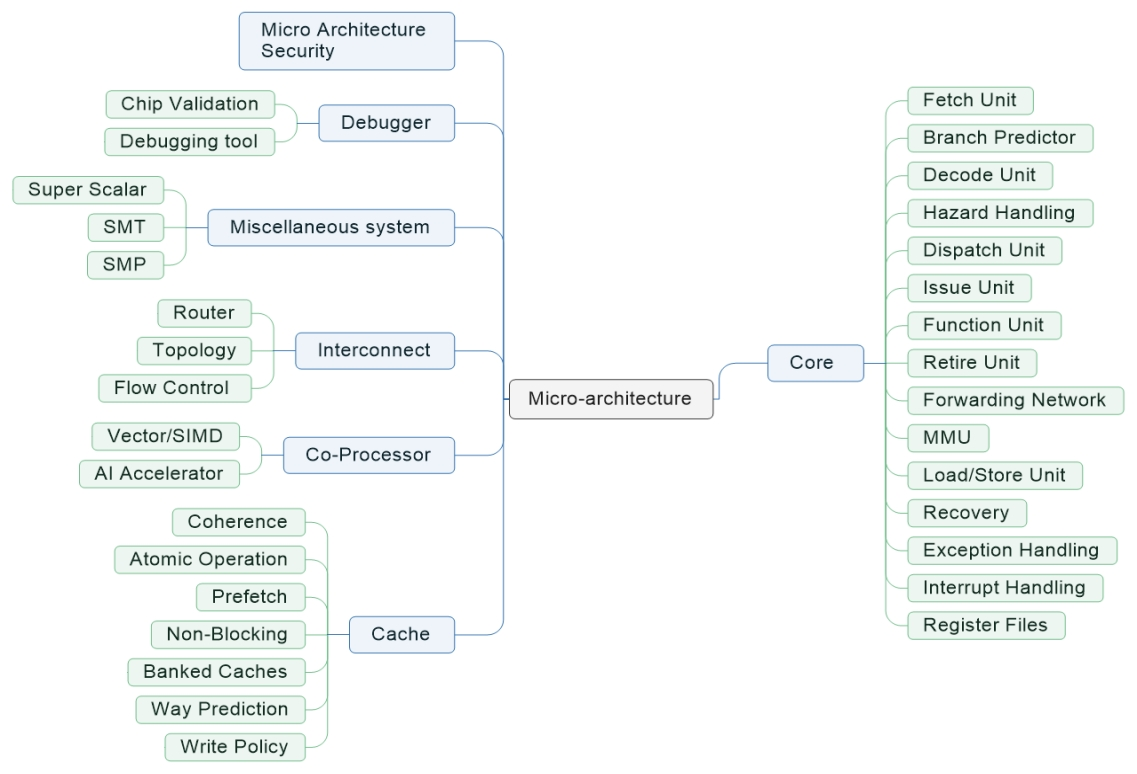 Micro Architecture
Security
Debugger
Chip Validation
Debugging tool
Miscellaneous system
Super Scalar
SMT
SMP
Interconnect
Router
Topology
Flow Control
Co-Processor
Vector/SIMD
AI Accelerator
Cache
Coherence
Atomic Operation
Prefetch
Non-Blocking
Banked Caches
Way Prediction
Write Policy
Micro-architecture
Core
Fetch Unit
Branch Predictor
Decode Unit
Hazard Handling
Dispatch Unit
Issue Unit
Function Unit
Retire Unit
Forwarding Network
MMU
Load/Store Unit
Recovery
Exception Handling
Interrupt Handling
Register Files